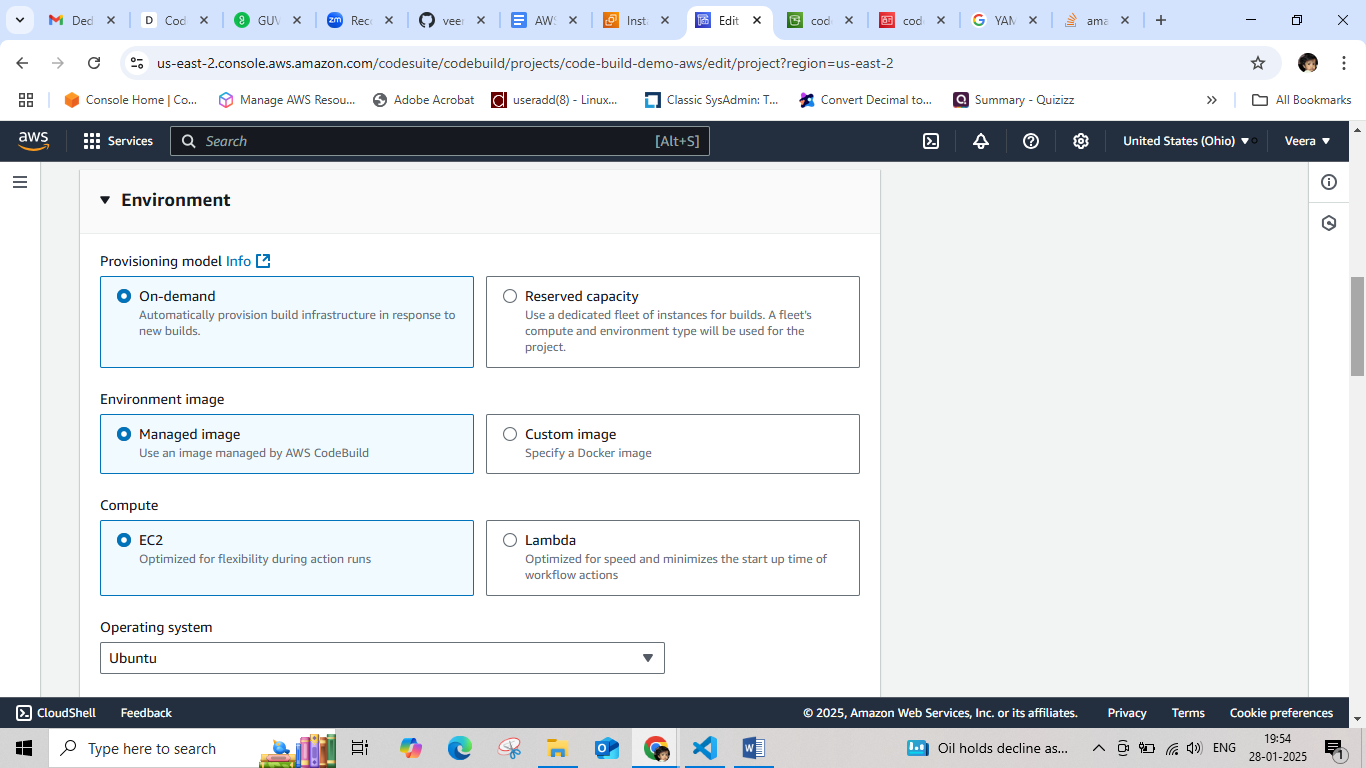 Ded
D Cod
GUV
zm Reco
veer
AWS
Insta
Edit
code
code
YAM
ama
us-east-2.console.aws.amazon.com/codesuite/codebuild/projects/code-build-demo-aws/edit/project?region=us-east-2
Console Home | Co...
Manage AWS Resou...
Adobe Acrobat
useradd(8) - Linux...
Classic SysAdmin: T...
Convert Decimal to...
Summary - Quizizz
All Bookmarks
aws
Services
Search
[Alt+S]
United States (Ohio)
Veera
Environment
Provisioning model Info
On-demand
Automatically provision build infrastructure in response to
new builds.
Reserved capacity
Use a dedicated fleet of instances for builds. A fleet's
compute and environment type will be used for the
project.
Environment image
Managed image
Use an image managed by AWS CodeBuild
Custom image
Specify a Docker image
Compute
EC2
Optimized for flexibility during action runs
Lambda
Optimized for speed and minimizes the start up time of
workflow actions
Operating system
Ubuntu
CloudShell
Feedback
© 2025, Amazon Web Services, Inc. or its affiliates.
Privacy
Terms
Cookie preferences
Type here to search
Oil holds decline as...
ENG
19:54
28-01-2025
1